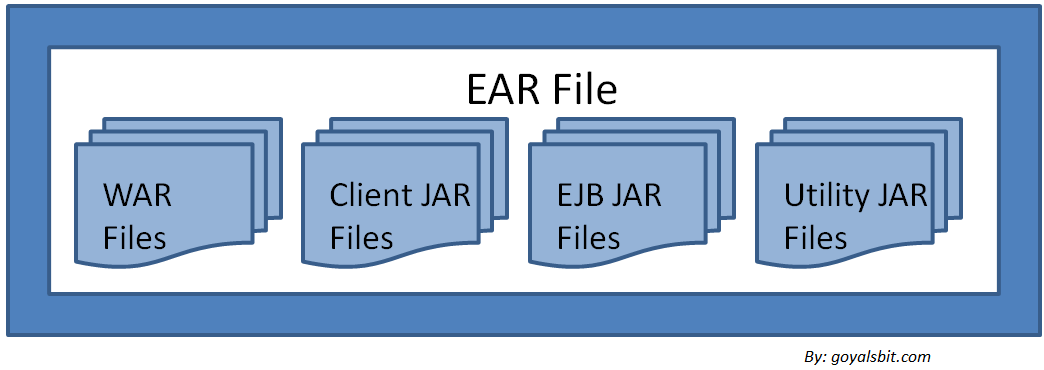 EAR File
WAR
Files
Client JAR
Files
EJB JAR
Files
Utility JAR
Files
By: goyalsbit.com